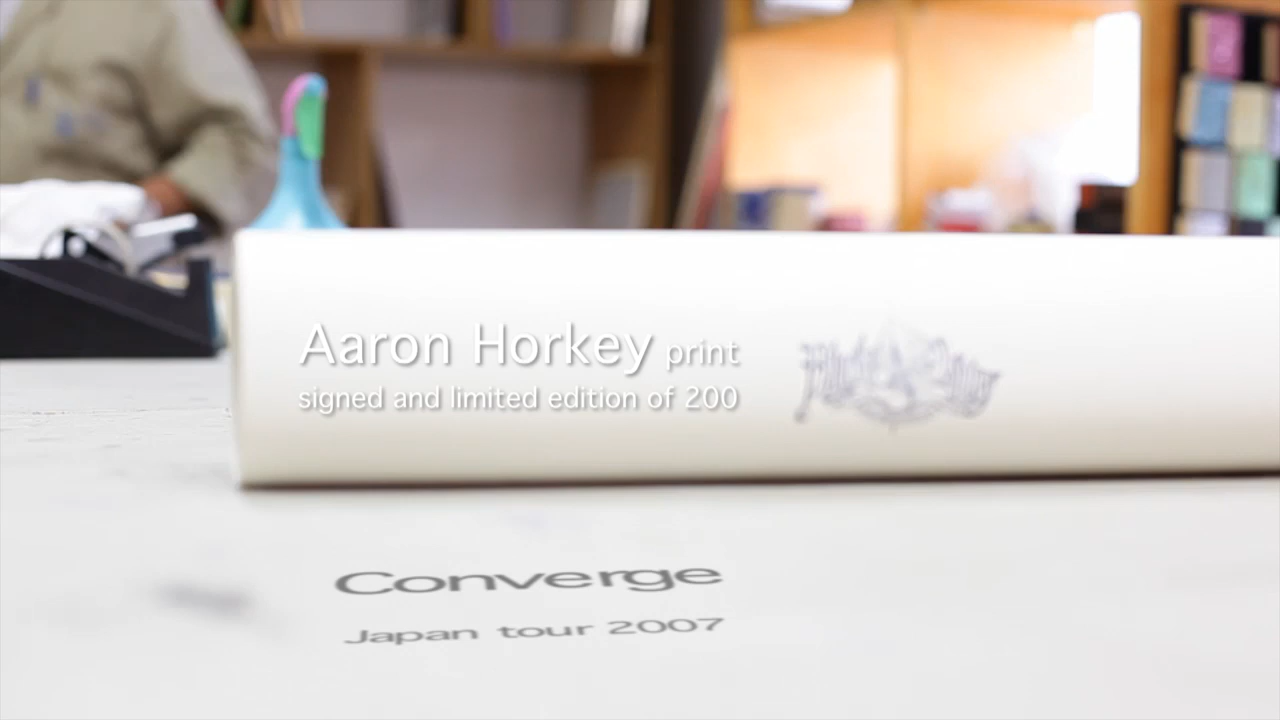 Aaron Horkey print
signed and limited edition of 200
Converge
Japan tour 2007